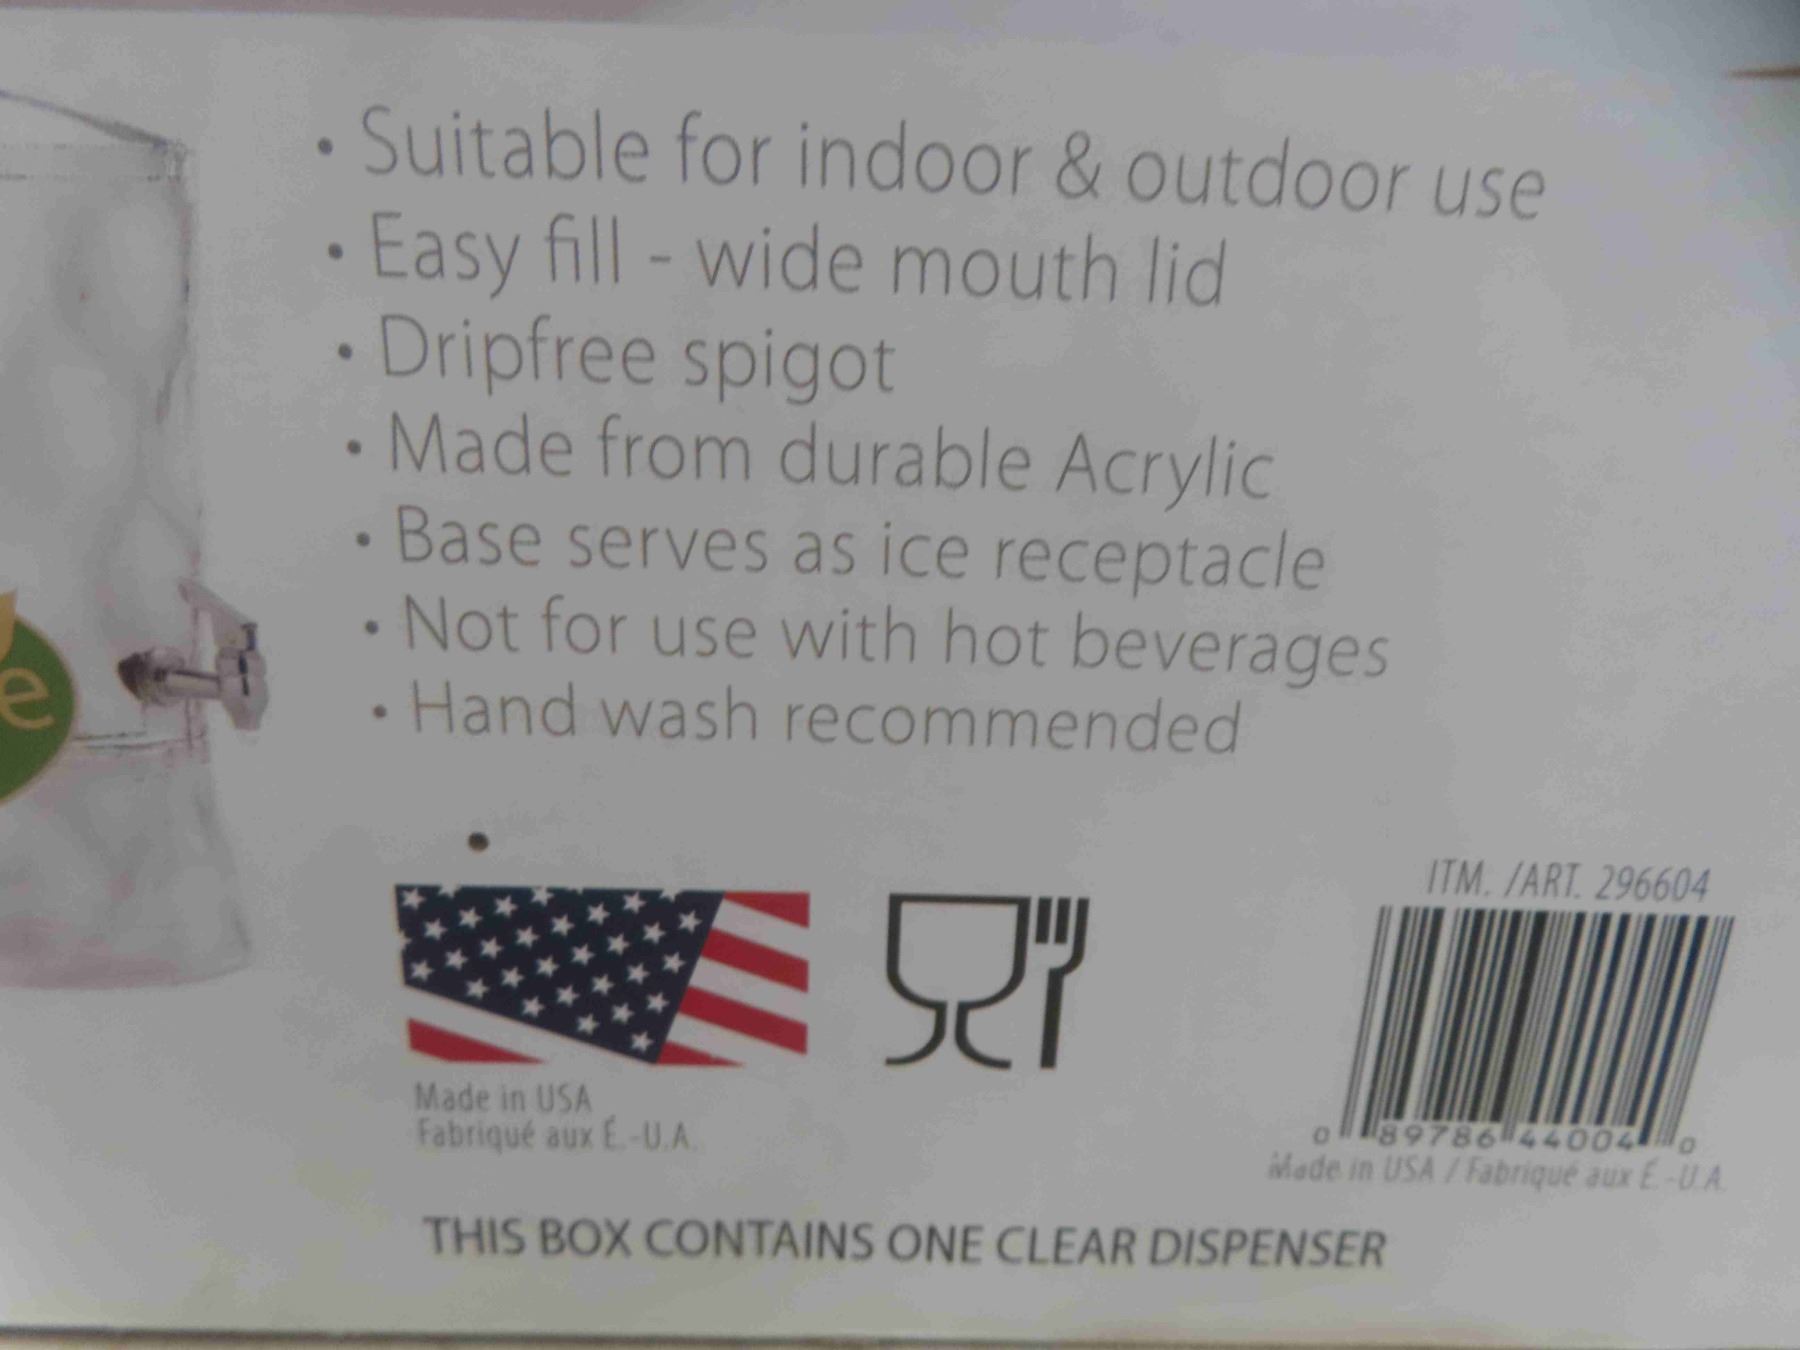 • Suitable for indoor & outdoor use
• Easy fill - wide mouth lid
• Dripfree spigot
• Made from durable Acrylic
• Base serves as ice receptacle
• Not for use with hot beverages
• Hand wash recommended
•
e
ITM. /ART. 296604
0 89786 44004 0
Made in USA
Fabriqué aux É.-U.A.
Made in USA / Fabriqué aux É.-U.A.
THIS BOX CONTAINS ONE CLEAR DISPENSER